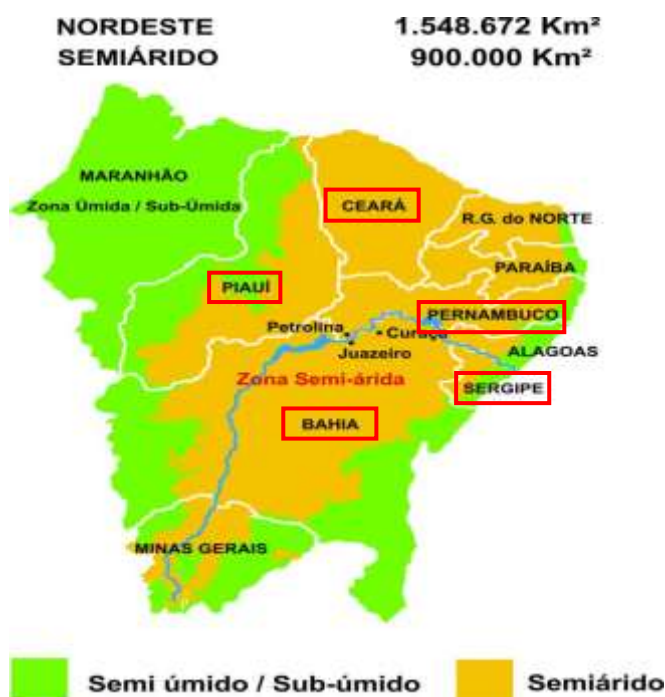 NORDESTE 1.548.672 Km²
SEMIÁRIDO 900.000 Km²
MARANHÃO
Zona Úmida / Sub-Úmida
CEARÁ
R.G. do NORTE
PARAÍBA
PIAUÍ
PERNAMBUCO
Petrolina
Curaça
Juazeiro
ALAGOAS
Zona Semi-árida
SERGIPE
BAHIA
MINAS GERAIS
Semi úmido / Sub-úmido Semiárido